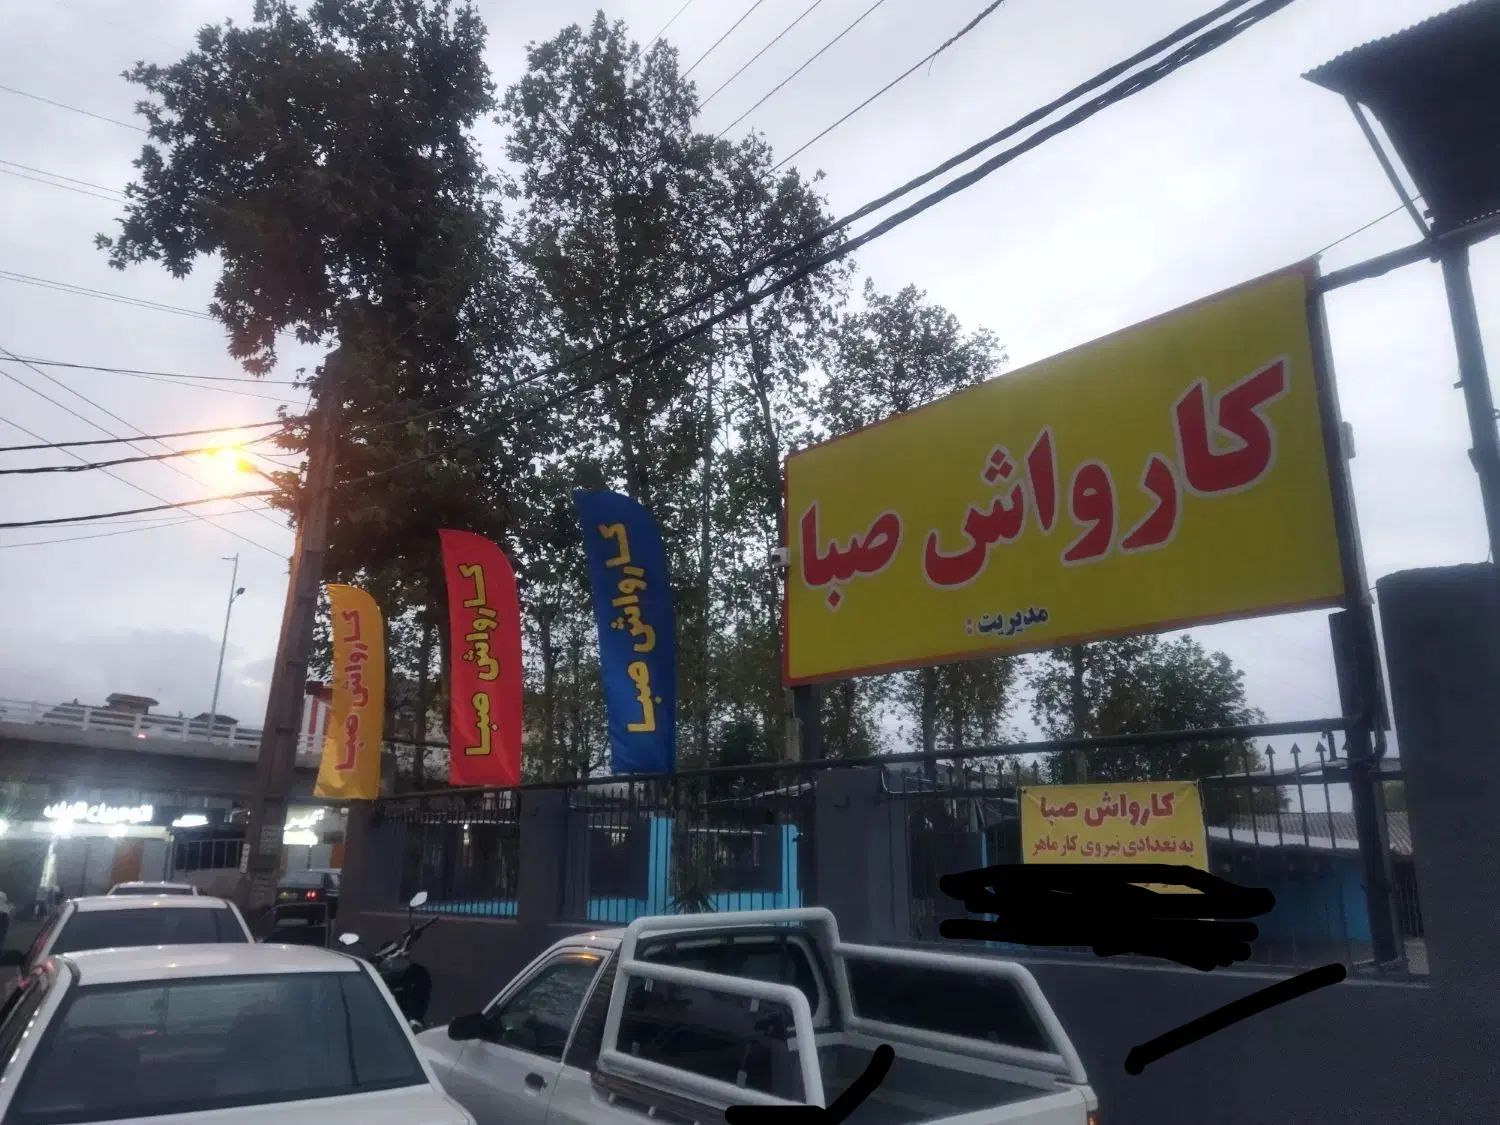 کارواش صبا
مدیریت :
کارواش صبا
کارواش صبا
کارواش صبا
کارواش صبا
به تعدادی نیروی کار ماهر